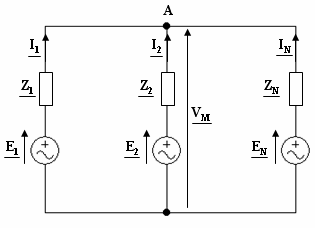 A
I1
I2
IN
Z1
Z2
ZN
VM
E1
E2
EN
+
+
+